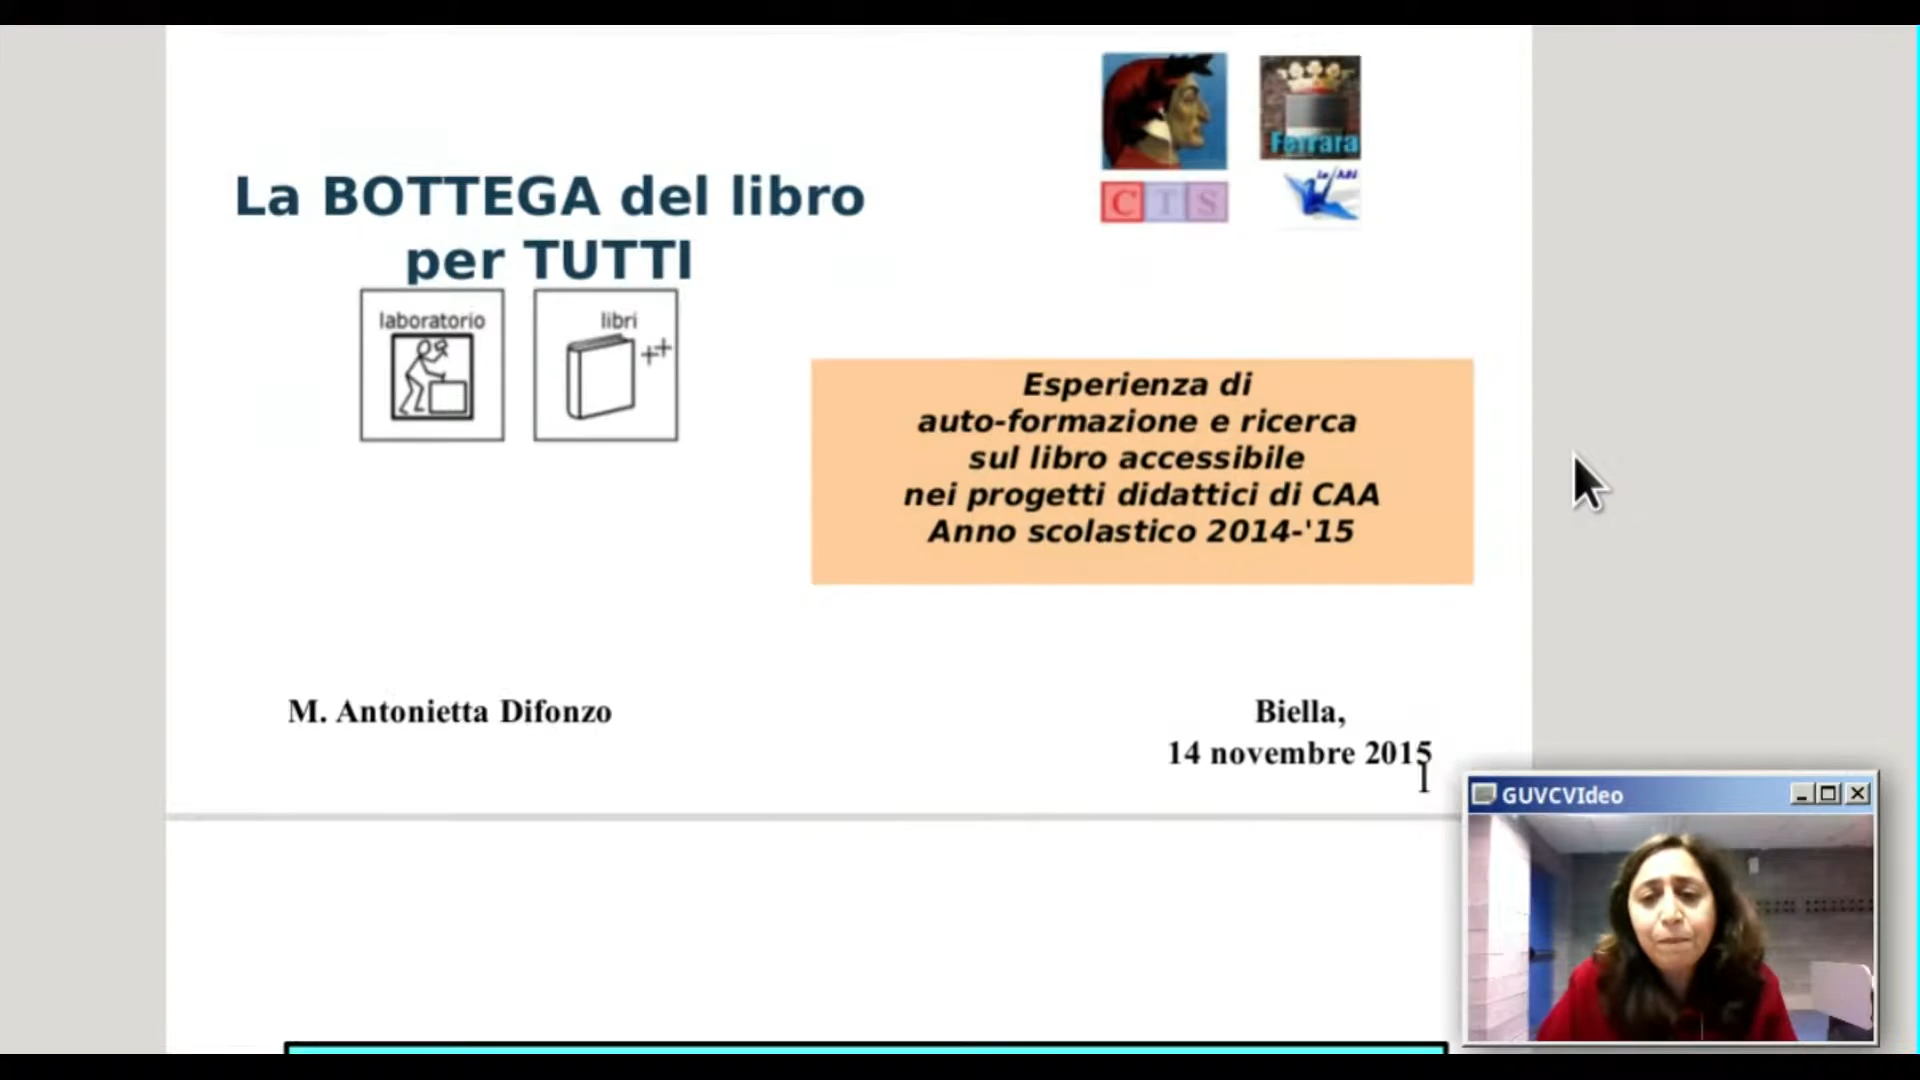 La BOTTEGA del libro
per TUTTI
laboratorio
libri
Ferrara
C T S
Esperienza di
auto-formazione e ricerca
sul libro accessibile
nei progetti didattici di CAA
Anno scolastico 2014-'15
M. Antonietta Difonzo
Biella,
14 novembre 2015
1
GUVCVIdeo